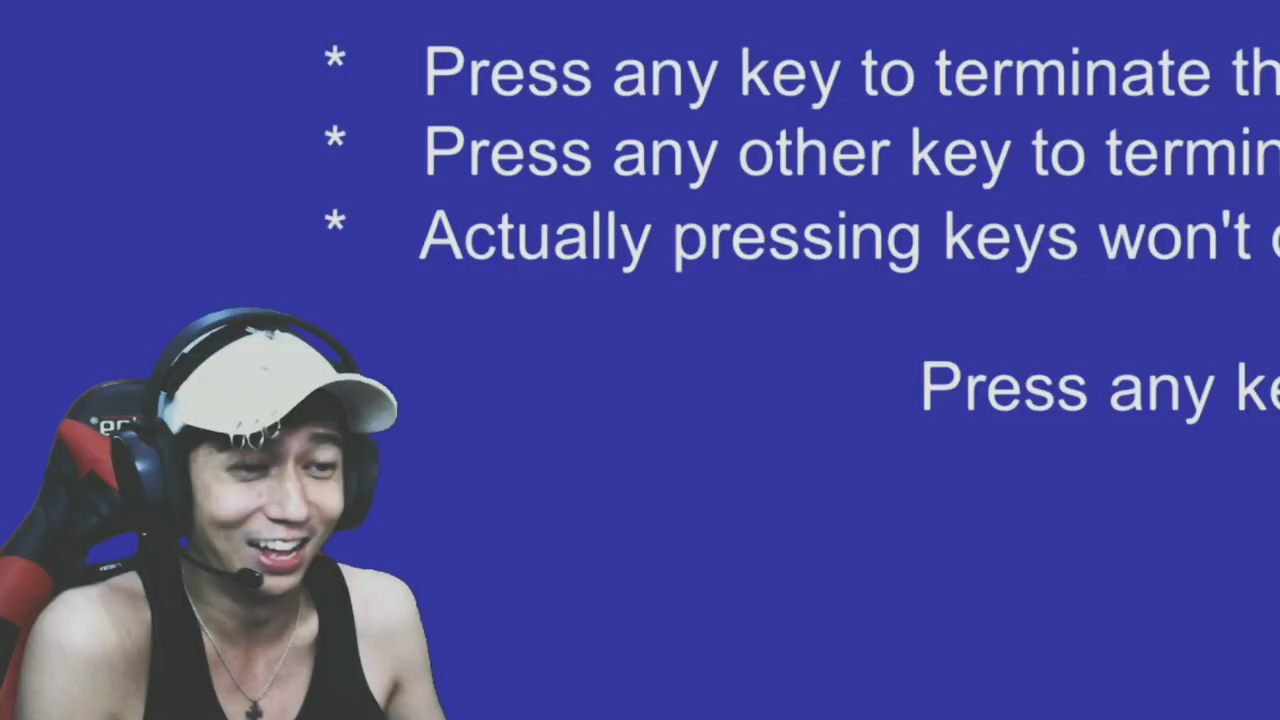 * Press any key to terminate th
* Press any other key to termin
* Actually pressing keys won't
Press any ke